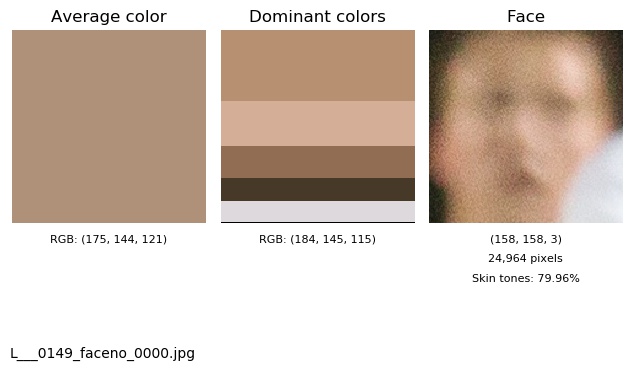 Average color
Dominant colors
Face
RGB: (175, 144, 121)
RGB: (184, 145, 115)
(158, 158, 3)
24,964 pixels
Skin tones: 79.96%
L___0149_faceno_0000.jpg